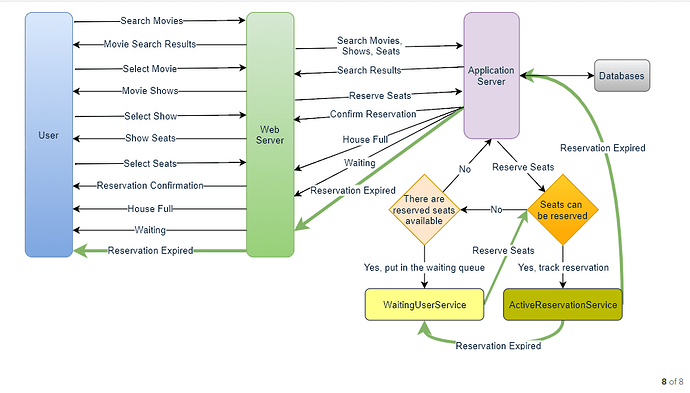 Search Movies
Movie Search Results
Select Movie
Movie Shows
Select Show
Show Seats
Select Seats
Reservation Confirmation
House Full
Waiting
Reservation Expired
User
Web
Server
Search Movies,
Shows, Seats
Search Results
Reserve Seats
Confirm Reservation
House Full
Waiting
Reservation Expired
Application
Server
Databases
Reservation Expired
No
Reserve Seats
There are
reserved seats
available
No
Seats can
be reserved
Reserve Seats
Yes, put in the waiting queue
Yes, track reservation
WaitingUserService
ActiveReservationService
Reservation Expired
8 of 8